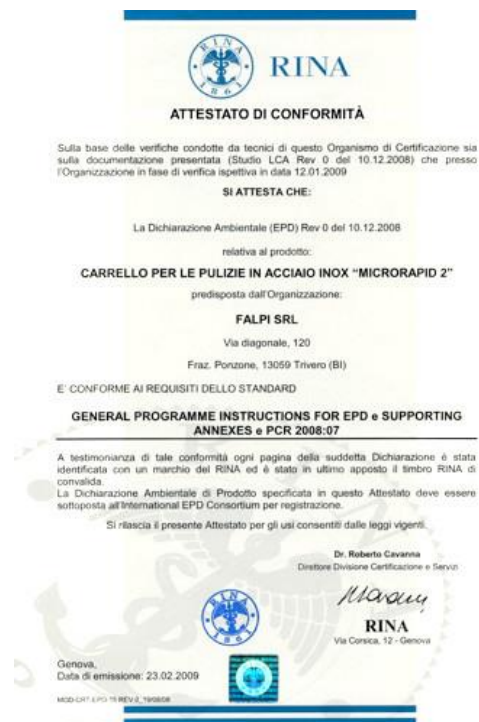 RINA
1861
RINA
ATTESTATO DI CONFORMITÀ
Sulla base delle verifiche condotte da tecnici di questo Organismo di Certificazione sia
sulla documentazione presentata (Studio LCA Rev 0 del 10.12.2008) che presso
l'Organizzazione in fase di verifica ispettiva in data 12.01.2009
SI ATTESTA CHE:
La Dichiarazione Ambientale (EPD) Rev 0 del 10.12.2008
relativa al prodotto:
CARRELLO PER LE PULIZIE IN ACCIAIO INOX "MICRORAPID 2"
predisposta dall'Organizzazione:
FALPI SRL
Via diagonale, 120
Fraz. Ponzone, 13059 Trivero (BI)
E' CONFORME AI REQUISITI DELLO STANDARD
GENERAL PROGRAMME INSTRUCTIONS FOR EPD e SUPPORTING
ANNEXES e PCR 2008:07
A testimonianza di tale conformità ogni pagina della suddetta Dichiarazione è stata
identificata con un marchio del RINA ed è stato in ultimo apposto il timbro RINA di
convalida.
La Dichiarazione Ambientale di Prodotto specificata in questo Attestato deve essere
sottoposta all'International EPD Consortium per registrazione.
Si rilascia il presente Attestato per gli usi consentiti dalle leggi vigenti.
Dr. Roberto Cavanna
Direttore Divisione Certificazione e Servizi
RINA
Via Corsica, 12 - Genova
Genova,
Data di emissione: 23.02.2009